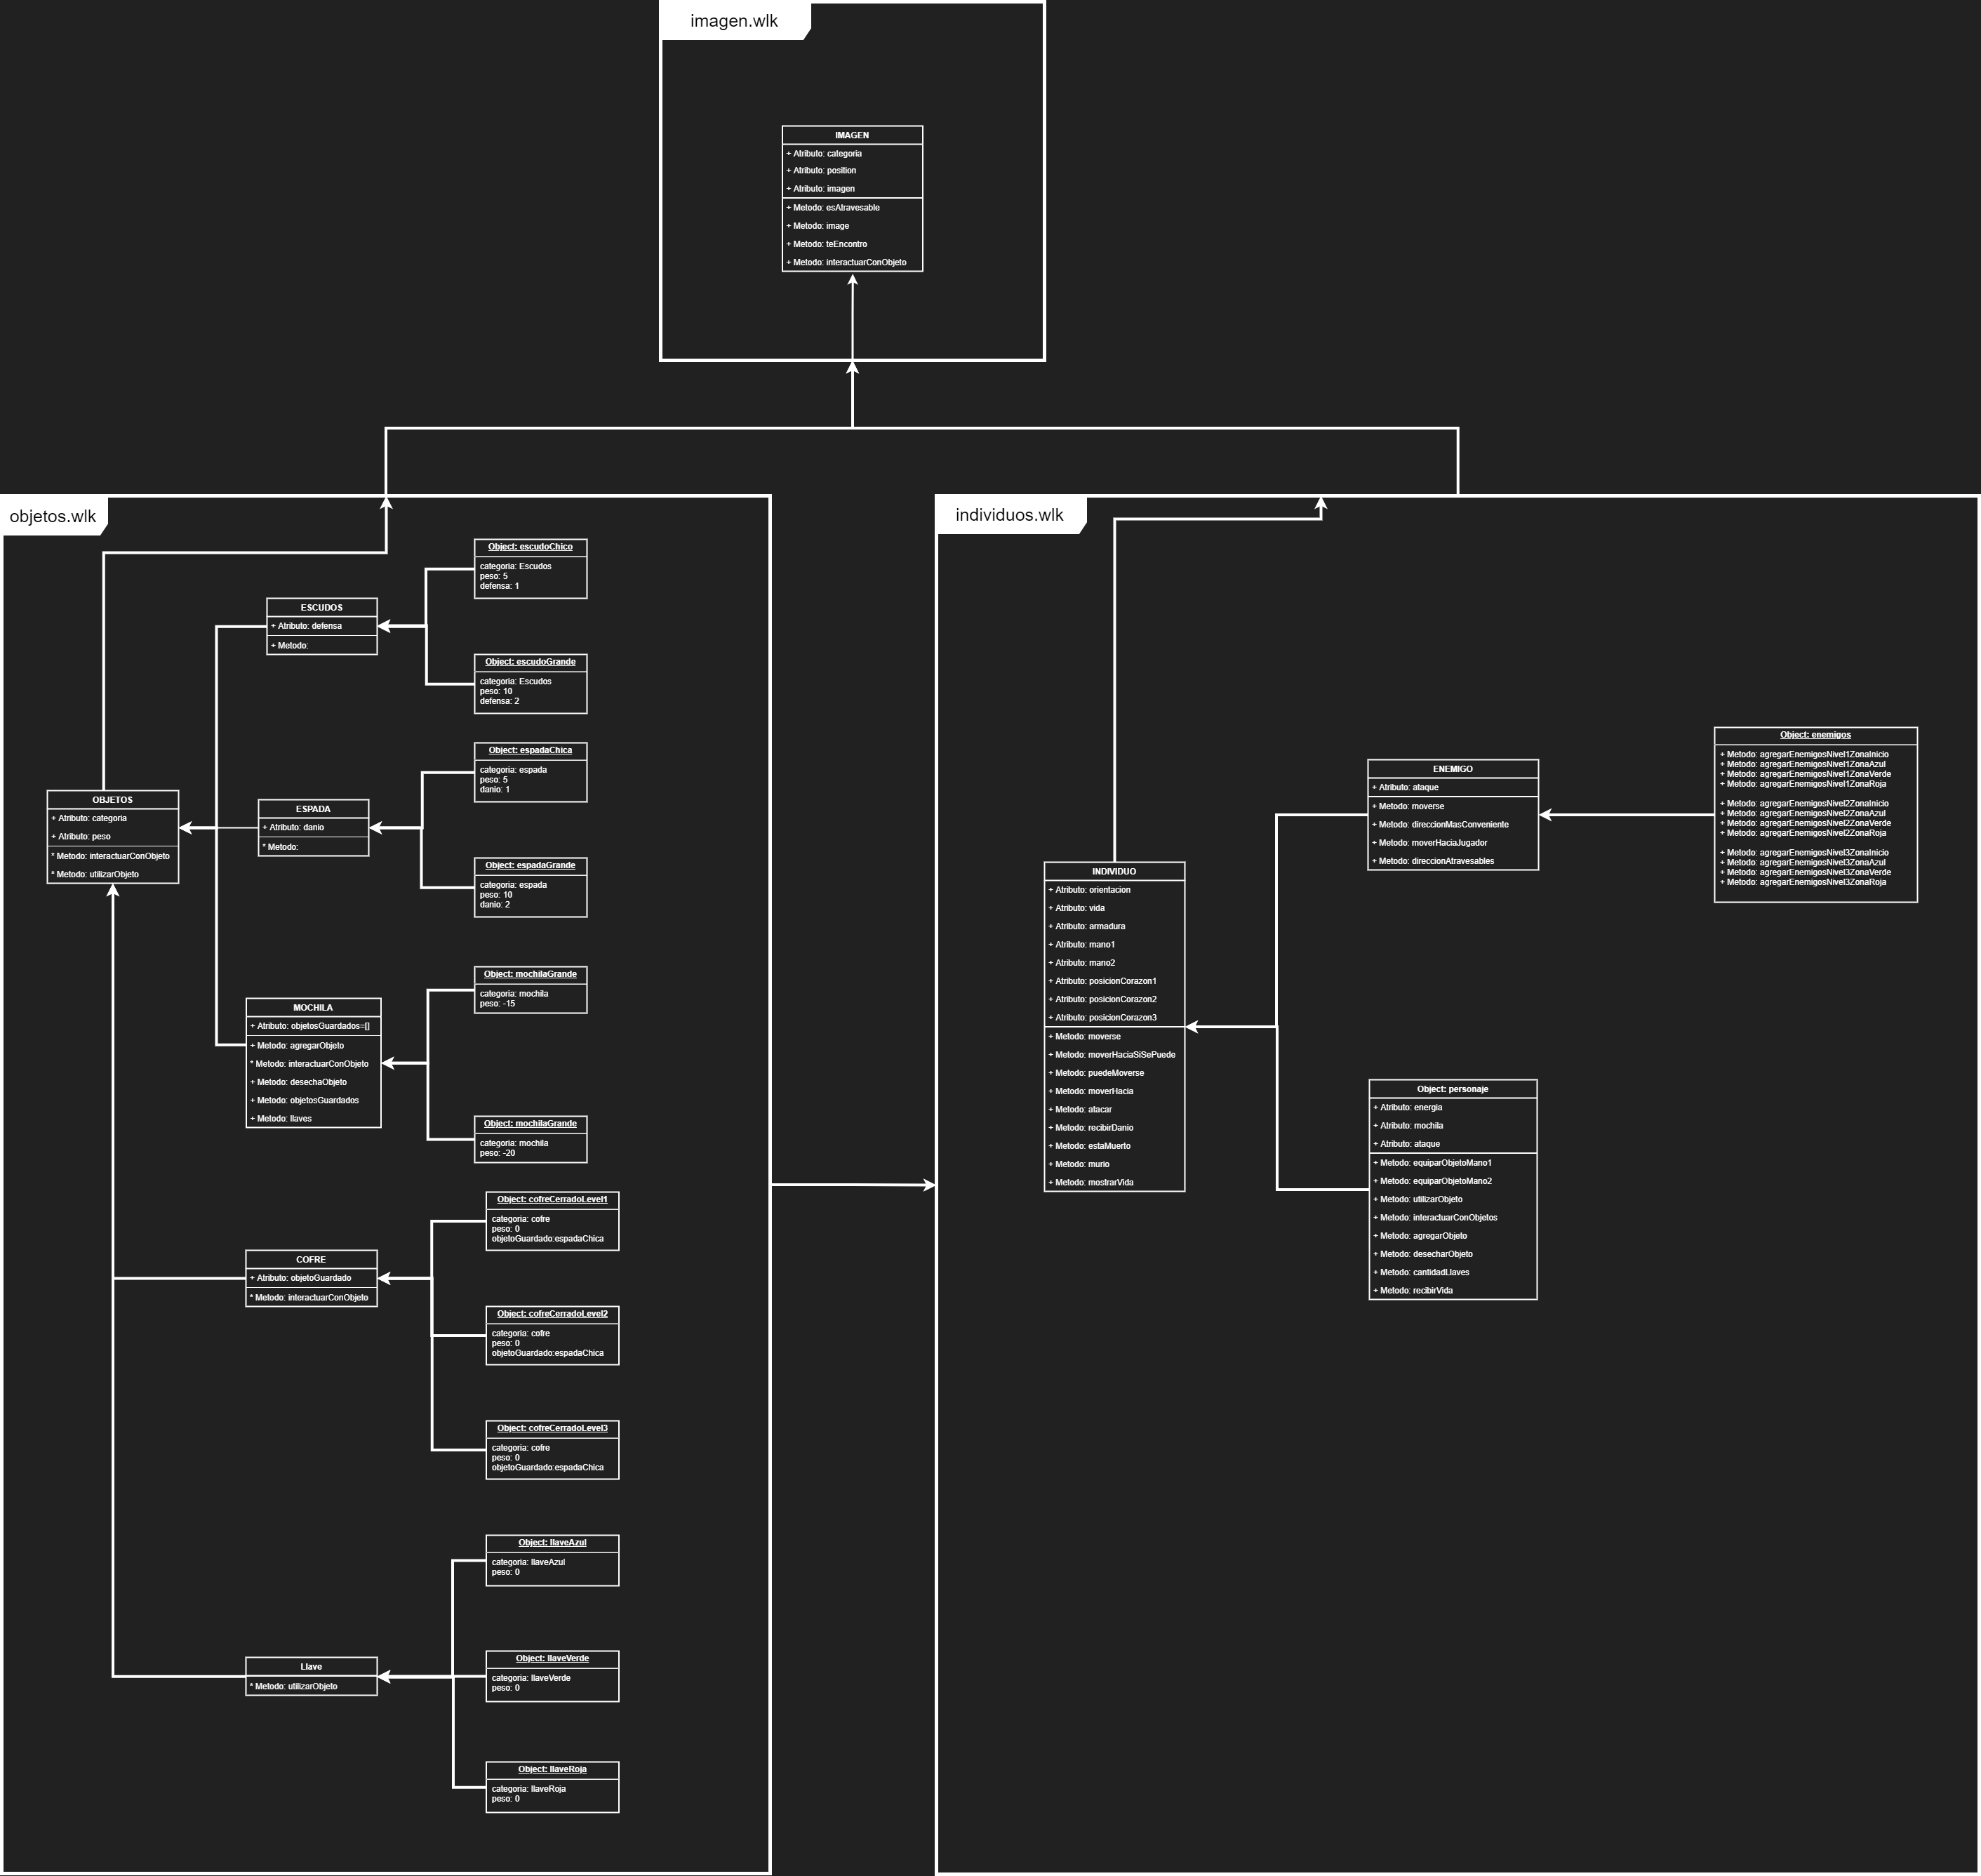 imagen.wlk
IMAGEN
+ Atributo: categoria
+ Atributo: position
+ Atributo: imagen
+ Metodo: esAtravesable
+ Metodo: image
+ Metodo: teEncontro
+ Metodo: interactuarConObjeto
objetos.wlk
Object: escudoChico
categoria: Escudos
peso: 5
defensa: 1
ESCUDOS
+ Atributo: defensa
+ Metodo:
Object: escudoGrande
categoria: Escudos
peso: 10
defensa: 2
Object: espadaChica
categoria: espada
peso: 5
danio: 1
OBJETOS
+ Atributo: categoria
+ Atributo: peso
* Metodo: interactuarConObjeto
* Metodo: utilizarObjeto
ESPADA
+ Atributo: danio
* Metodo:
Object: espadaGrande
categoria: espada
peso: 10
danio: 2
Object: mochilaGrande
categoria: mochila
peso: -15
MOCHILA
+ Atributo: objetosGuardados=[]
+ Metodo: agregarObjeto
* Metodo: interactuarConObjeto
+ Metodo: desechaObjeto
+ Metodo: objetosGuardados
+ Metodo: llaves
Object: mochilaGrande
categoria: mochila
peso: -20
Object: cofreCerradoLevel1
categoria: cofre
peso: 0
objetoGuardado:espadaChica
COFRE
+ Atributo: objetoGuardado
* Metodo: interactuarConObjeto
Object: cofreCerradoLevel2
categoria: cofre
peso: 0
objetoGuardado:espadaChica
Object: cofreCerradoLevel3
categoria: cofre
peso: 0
objetoGuardado:espadaChica
Object: llaveAzul
categoria: llaveAzul
peso: 0
Llave
* Metodo: utilizarObjeto
Object: llaveVerde
categoria: llaveVerde
peso: 0
Object: llaveRoja
categoria: llaveRoja
peso: 0
individuos.wlk
INDIVIDUO
+ Atributo: orientacion
+ Atributo: vida
+ Atributo: armadura
+ Atributo: mano1
+ Atributo: mano2
+ Atributo: posicionCorazon1
+ Atributo: posicionCorazon2
+ Atributo: posicionCorazon3
+ Metodo: moverse
+ Metodo: moverHaciaSiSePuede
+ Metodo: puedeMoverse
+ Metodo: moverHacia
+ Metodo: atacar
+ Metodo: recibirDanio
+ Metodo: estaMuerto
+ Metodo: murio
+ Metodo: mostrarVida
ENEMIGO
+ Atributo: ataque
+ Metodo: moverse
+ Metodo: direccionMasConveniente
+ Metodo: moverHaciaJugador
+ Metodo: direccionAtravesables
Object: enemigos
+ Metodo: agregarEnemigosNivel1ZonaInicio
+ Metodo: agregarEnemigosNivel1ZonaAzul
+ Metodo: agregarEnemigosNivel1ZonaVerde
+ Metodo: agregarEnemigosNivel1ZonaRoja
+ Metodo: agregarEnemigosNivel2ZonaInicio
+ Metodo: agregarEnemigosNivel2ZonaAzul
+ Metodo: agregarEnemigosNivel2ZonaVerde
+ Metodo: agregarEnemigosNivel2ZonaRoja
+ Metodo: agregarEnemigosNivel3ZonaInicio
+ Metodo: agregarEnemigosNivel3ZonaAzul
+ Metodo: agregarEnemigosNivel3ZonaVerde
+ Metodo: agregarEnemigosNivel3ZonaRoja
Object: personaje
+ Atributo: energia
+ Atributo: mochila
+ Atributo: ataque
+ Metodo: equiparObjetoMano1
+ Metodo: equiparObjetoMano2
+ Metodo: utilizarObjeto
+ Metodo: interactuarConObjetos
+ Metodo: agregarObjeto
+ Metodo: desecharObjeto
+ Metodo: cantidadLlaves
+ Metodo: recibirVida